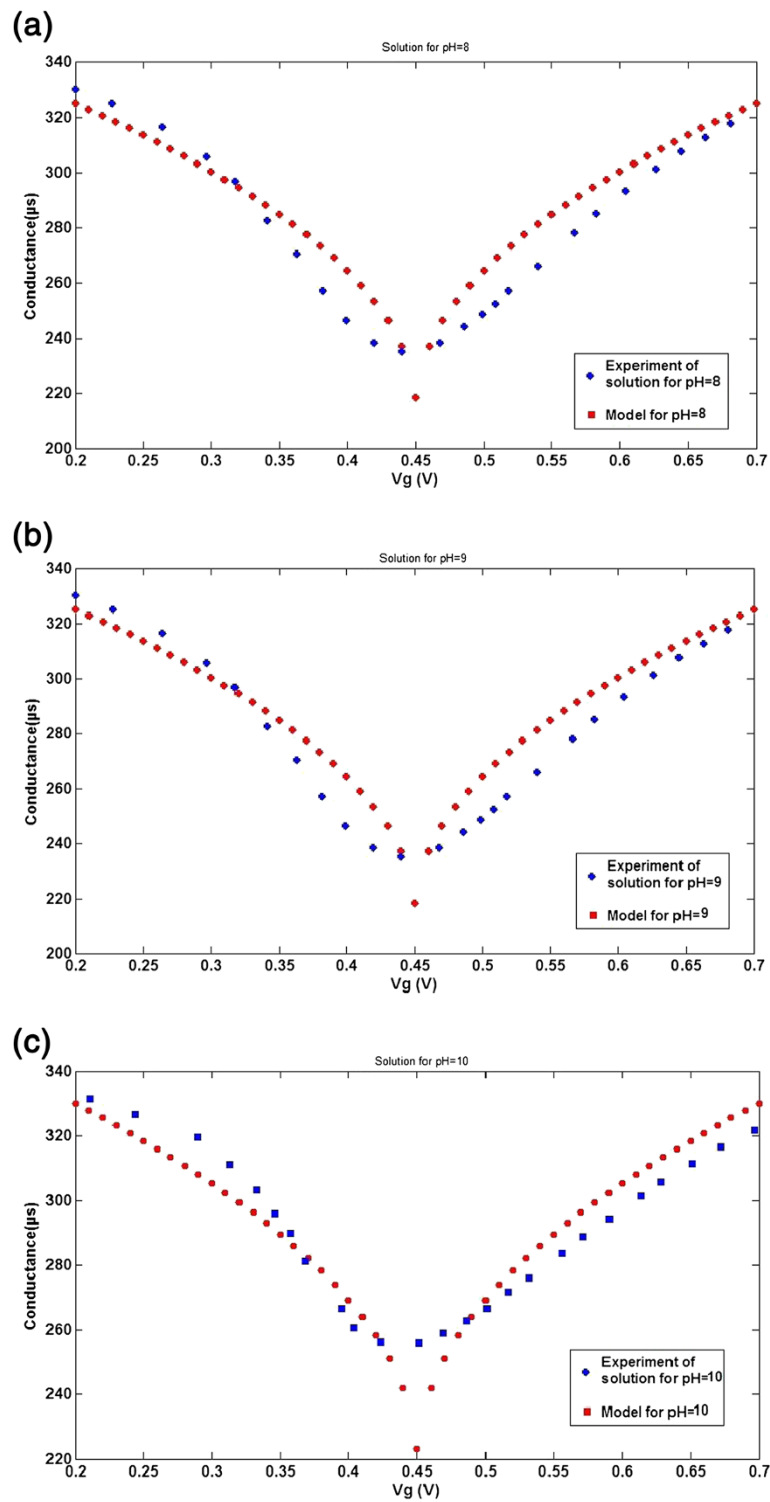 (a)
Solution for pH=8
340
320
300
280
260
240
220
200
Conductance(µs)
0.2 0.25 0.3 0.35 0.4 0.45 0.5 0.55 0.6 0.65 0.7
Vg (V)
Experiment of
solution for pH=8
Model for pH=8
(b)
Solution for pH=9
340
320
300
280
260
240
220
200
Conductance(µs)
0.2 0.25 0.3 0.35 0.4 0.45 0.5 0.55 0.6 0.65 0.7
Vg (V)
Experiment of
solution for pH=9
Model for pH=9
(c)
Solution for pH=10
340
320
300
280
260
240
220
Conductance(µs)
0.2 0.25 0.3 0.35 0.4 0.45 0.5 0.55 0.6 0.65 0.7
Vg (V)
Experiment of
solution for pH=10
Model for pH=10